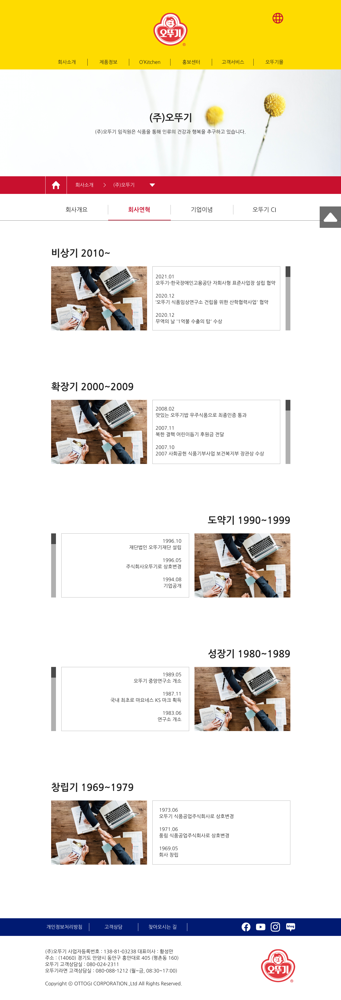 오뚜기
®
회사소개
제품정보
O'Kitchen
홍보센터
고객서비스
오뚜기몰
(주)오뚜기
(주)오뚜기 임직원은 식품을 통해 인류의 건강과 행복을 추구하고 있습니다.
회사소개 > (주)오뚜기
회사개요
회사연혁
기업이념
오뚜기 CI
비상기 2010~
2021.01
오뚜기-한국장애인고용공단 자회사형 표준사업장 설립 협약
2020.12
‘오뚜기 식품임상연구소 건립을 위한 산학협력사업' 협약
2020.12
무역의 날 '1억불 수출의 탑' 수상
확장기 2000~2009
2008.02
맛있는 오뚜기밥 우주식품으로 최종인증 통과
2007.11
북한 결핵 어린이돕기 후원금 전달
2007.10
2007 사회공헌 식품기부사업 보건복지부 장관상 수상
도약기 1990~1999
1996.10
재단법인 오뚜기재단 설립
1996.05
주식회사오뚜기로 상호변경
1994.08
기업공개
성장기 1980~1989
1989.05
오뚜기 중앙연구소 개소
1987.11
국내 최초로 마요네스 KS 마크 획득
1983.06
연구소 개소
창립기 1969~1979
1973.06
오뚜기 식품공업주식회사로 상호변경
1971.06
풍림 식품공업주식회사로 상호변경
1969.05
회사 창립
개인정보처리방침
고객상담
찾아오시는 길
blog
(주)오뚜기 사업자등록번호 : 138-81-03238 대표이사 : 황성만
주소 : (14060) 경기도 안양시 동안구 흥안대로 405 (평촌동 160)
오뚜기 고객상담실 : 080-024-2311
오뚜기라면 고객상담실 : 080-088-1212 (월~금, 08:30~17:00)
Copyright ⓒ OTTOGI CORPORATION.,Ltd All Rights Reserved.
오뚜기
®